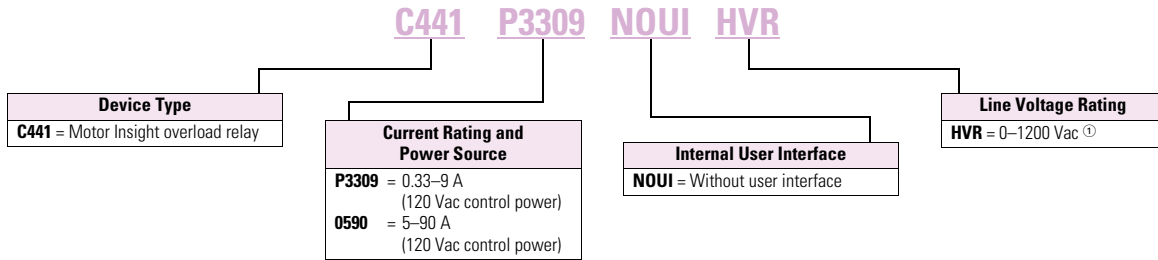 C441 P3309 NOUI HVR
Device Type
C441 = Motor Insight overload relay
Current Rating and
Power Source
P3309 = 0.33–9 A
(120 Vac control power)
0590 = 5–90 A
(120 Vac control power)
Internal User Interface
NOUI = Without user interface
Line Voltage Rating
HVR = 0–1200 Vac ①